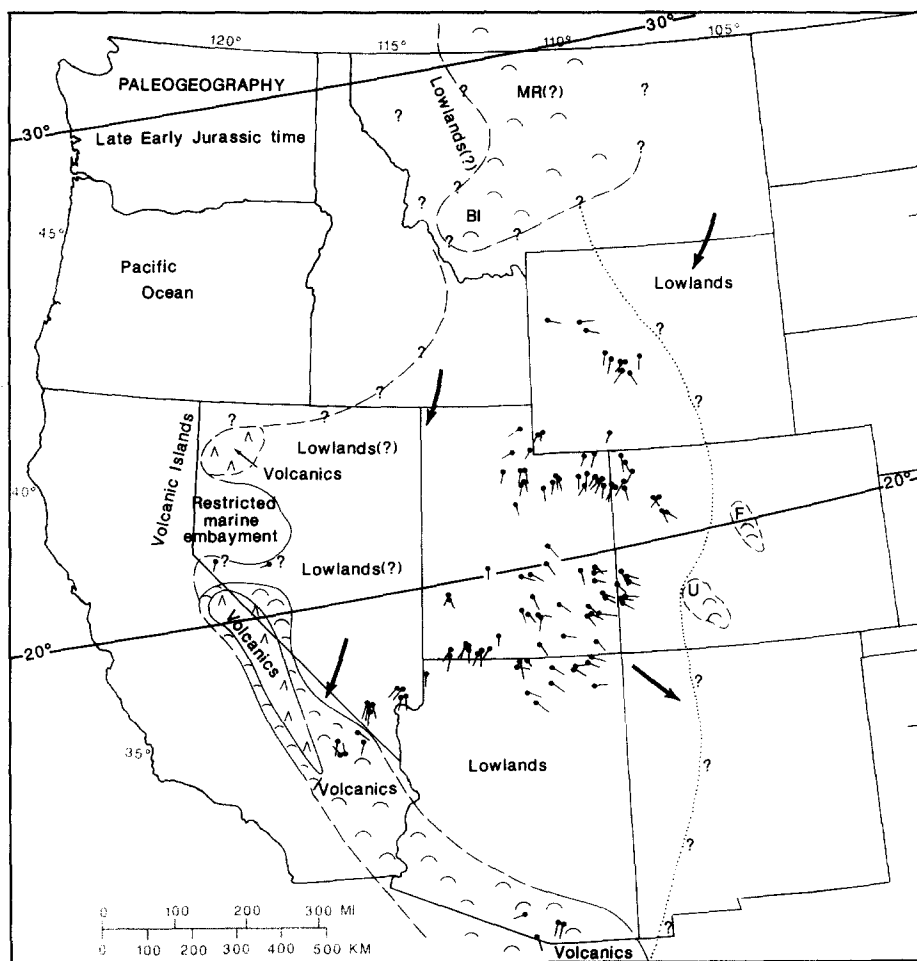 120°
115°
110°
105°
30°
PALEOGEOGRAPHY
Late Early Jurassic time
30°
Lowlands(?)
MR(?)
?
?
?
?
?
?
?
BI
?
?
?
45°
Pacific
Ocean
Lowlands
?
?
?
?
?
?
?
Volcanic Islands
Lowlands(?)
Volcanics
40°
20°
Restricted
marine
embayment
F
?
?
Lowlands(?)
U
Volcanics
20°
?
35°
Volcanics
Lowlands
?
?
0 100 200 300 MI
0 100 200 300 400 500 KM
Volcanics
?